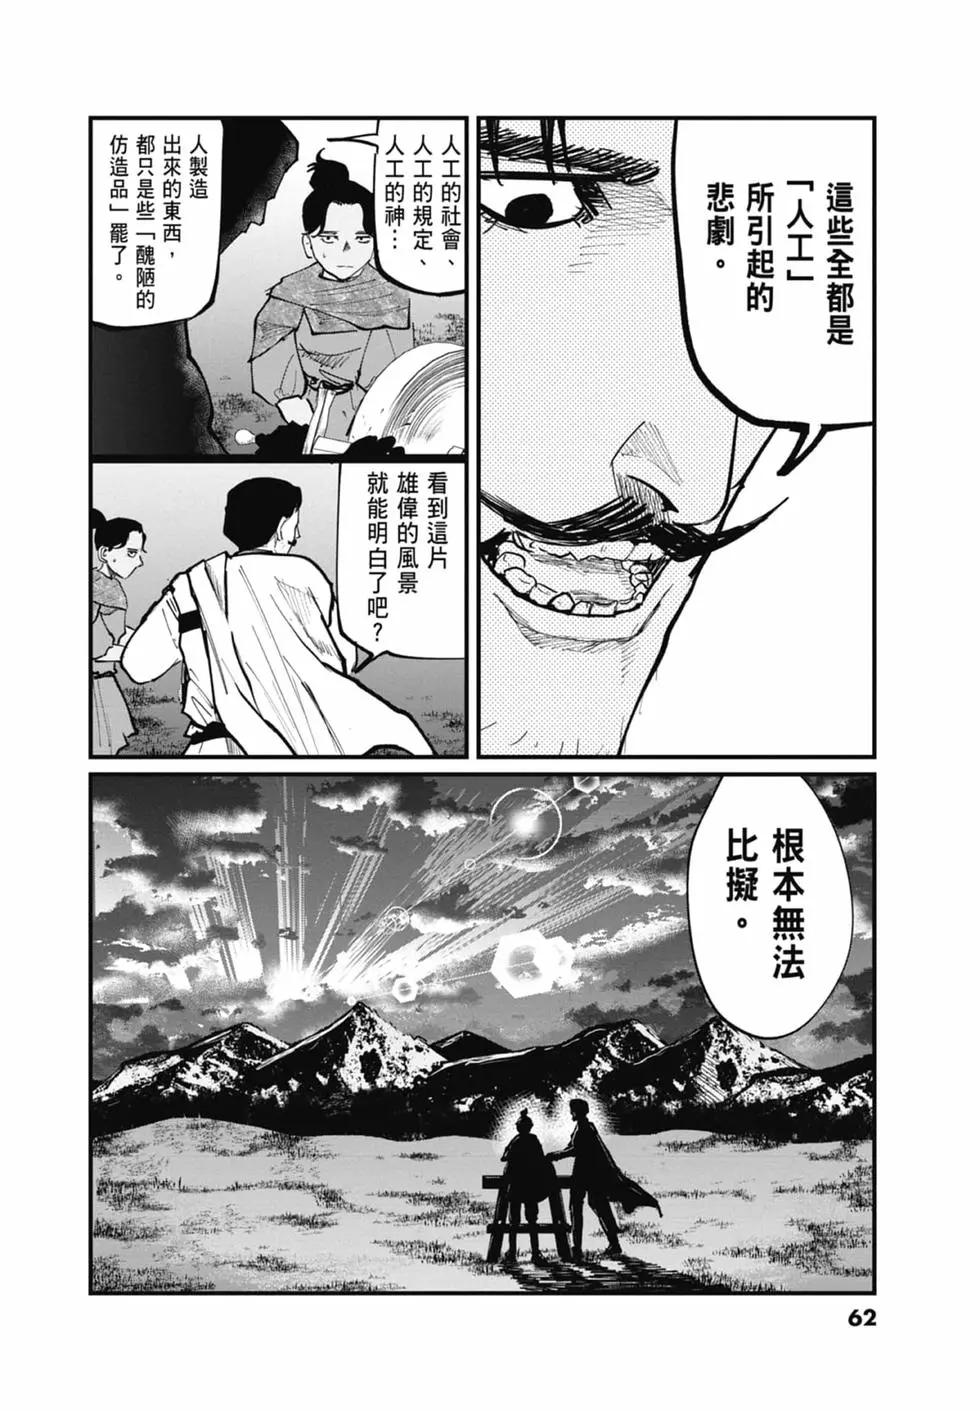 這些全都是
「人工」
所引起的
悲劇。
人工的社會、
人工的規定、
人工的神…
人製造
出來的東西，
都只是些「醜陋的
仿造品」罷了。
看到這片
雄偉的風景
就能明白了吧？
根本無法
比擬。
62